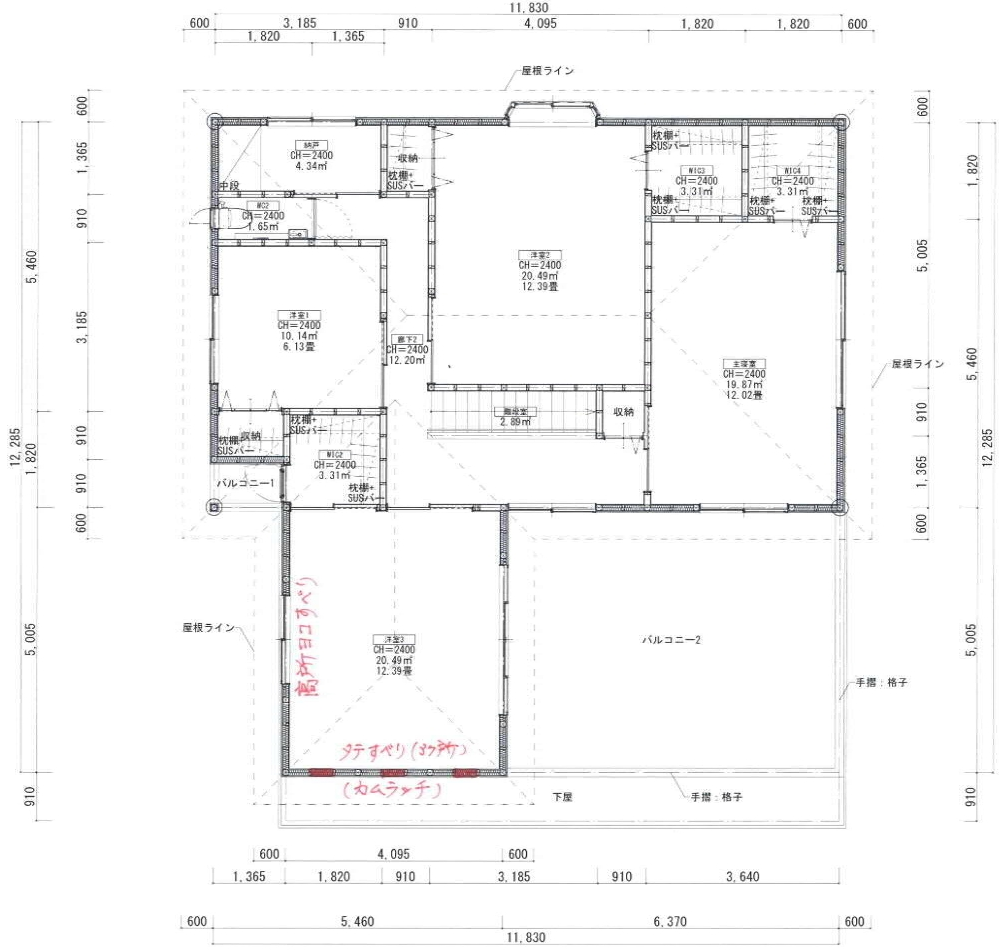 11,830
600
3,185
910
4,095
1,820
1,820
600
1,820
1,365
屋根ライン
600
1,365
910
5,460
3,185
12,285
910
1,820
910
600
5,005
910
600
1,820
5,005
5,460
910
12,285
1,365
600
5,005
910
納戸
CH=2400
4.34㎡
中段
収納
枕棚+
SUSバー
WC2
CH=2400
1.65㎡
枕棚+
SUSバー
WIC3
CH=2400
3.31㎡
枕棚+
SUSバー
WIC4
CH=2400
3.31㎡
枕棚+
SUSバー
枕棚+
SUSバー
洋室2
CH=2400
20.49㎡
12.39畳
洋室1
CH=2400
10.14㎡
6.13畳
廊下2
CH=2400
12.20㎡
主寝室
CH=2400
19.87㎡
12.02畳
屋根ライン
階段室
2.89㎡
収納
収納
枕棚+
SUSバー
枕棚+
SUSバー
WIC2
CH=2400
3.31㎡
枕棚+
SUSバー
バルコニー1
高所ヨコすべり
屋根ライン
洋室3
CH=2400
20.49㎡
12.39畳
バルコニー2
手摺：格子
タテすべり(3ヶ所)
(カムラッチ)
下屋
手摺：格子
600
4,095
600
1,365
1,820
910
3,185
910
3,640
600
5,460
6,370
600
11,830